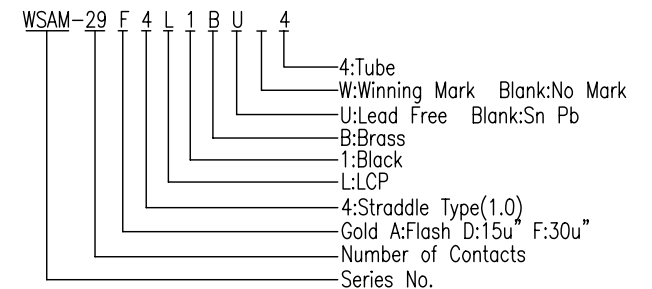 WSAM-29 F 4 L 1 B U 4
4:Tube
W:Winning Mark Blank:No Mark
U:Lead Free Blank:Sn Pb
B:Brass
1:Black
L:LCP
4:Straddle Type(1.0)
Gold A:Flash D:15u" F:30u"
Number of Contacts
Series No.